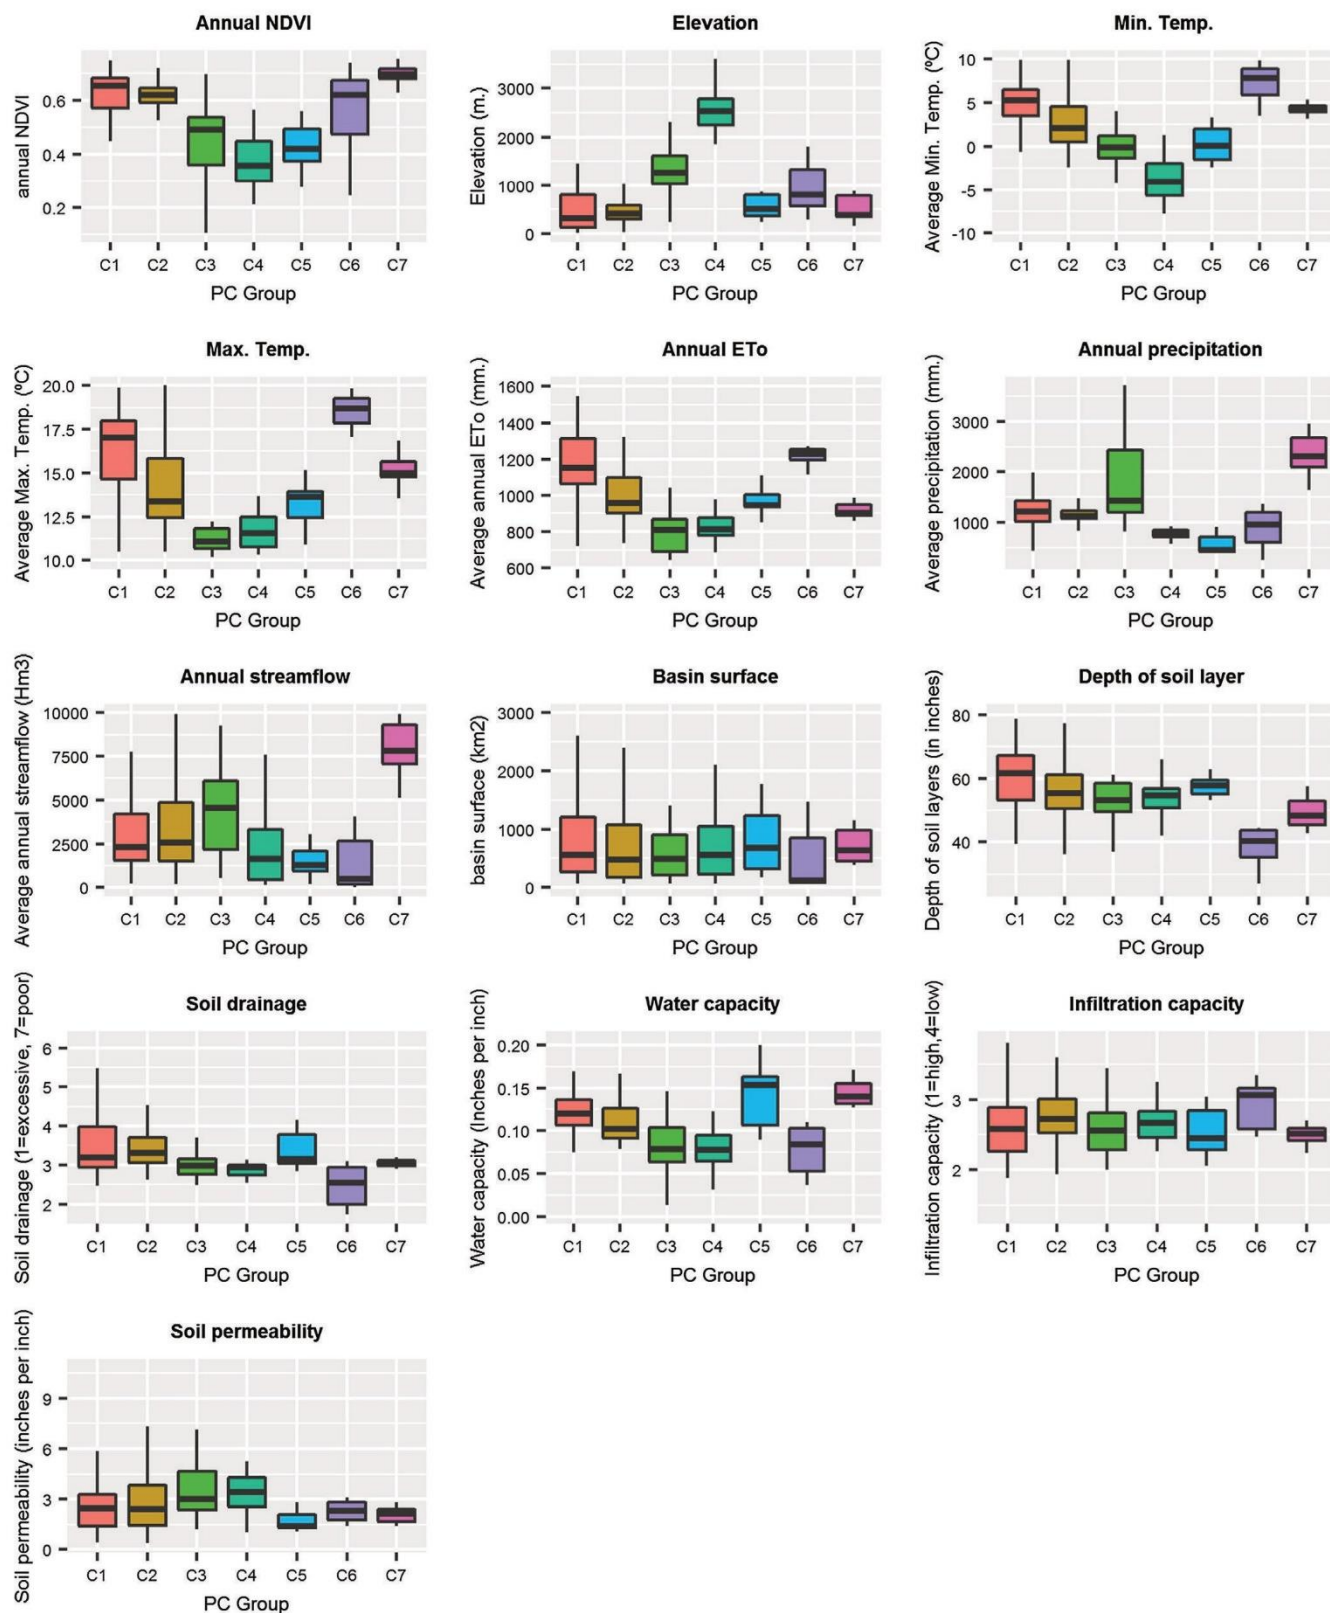 Annual NDVI
annual NDVI
0.6
0.4
0.2
C1 C2 C3 C4 C5 C6 C7
PC Group
Elevation
Elevation (m.)
3000
2000
1000
0
C1 C2 C3 C4 C5 C6 C7
PC Group
Min. Temp.
Average Min. Temp. (ºC)
10
5
0
-5
-10
C1 C2 C3 C4 C5 C6 C7
PC Group
Max. Temp.
Average Max. Temp. (ºC)
20.0
17.5
15.0
12.5
10.0
C1 C2 C3 C4 C5 C6 C7
PC Group
Annual ETo
Average annual ETo (mm.)
1600
1400
1200
1000
800
600
C1 C2 C3 C4 C5 C6 C7
PC Group
Annual precipitation
Average precipitation (mm.)
3000
2000
1000
C1 C2 C3 C4 C5 C6 C7
PC Group
Annual streamflow
Average annual streamflow (Hm3)
10000
7500
5000
2500
0
C1 C2 C3 C4 C5 C6 C7
PC Group
Basin surface
basin surface (km2)
3000
2000
1000
0
C1 C2 C3 C4 C5 C6 C7
PC Group
Depth of soil layer
Depth of soil layers (in inches)
80
60
40
C1 C2 C3 C4 C5 C6 C7
PC Group
Soil drainage
Soil drainage (1=excessive, 7=poor)
6
5
4
3
2
C1 C2 C3 C4 C5 C6 C7
PC Group
Water capacity
Water capacity (Inches per inch)
0.20
0.15
0.10
0.05
0.00
C1 C2 C3 C4 C5 C6 C7
PC Group
Infiltration capacity
Infiltration capacity (1=high,4=low)
3
2
C1 C2 C3 C4 C5 C6 C7
PC Group
Soil permeability
Soil permeability (inches per inch)
9
6
3
0
C1 C2 C3 C4 C5 C6 C7
PC Group